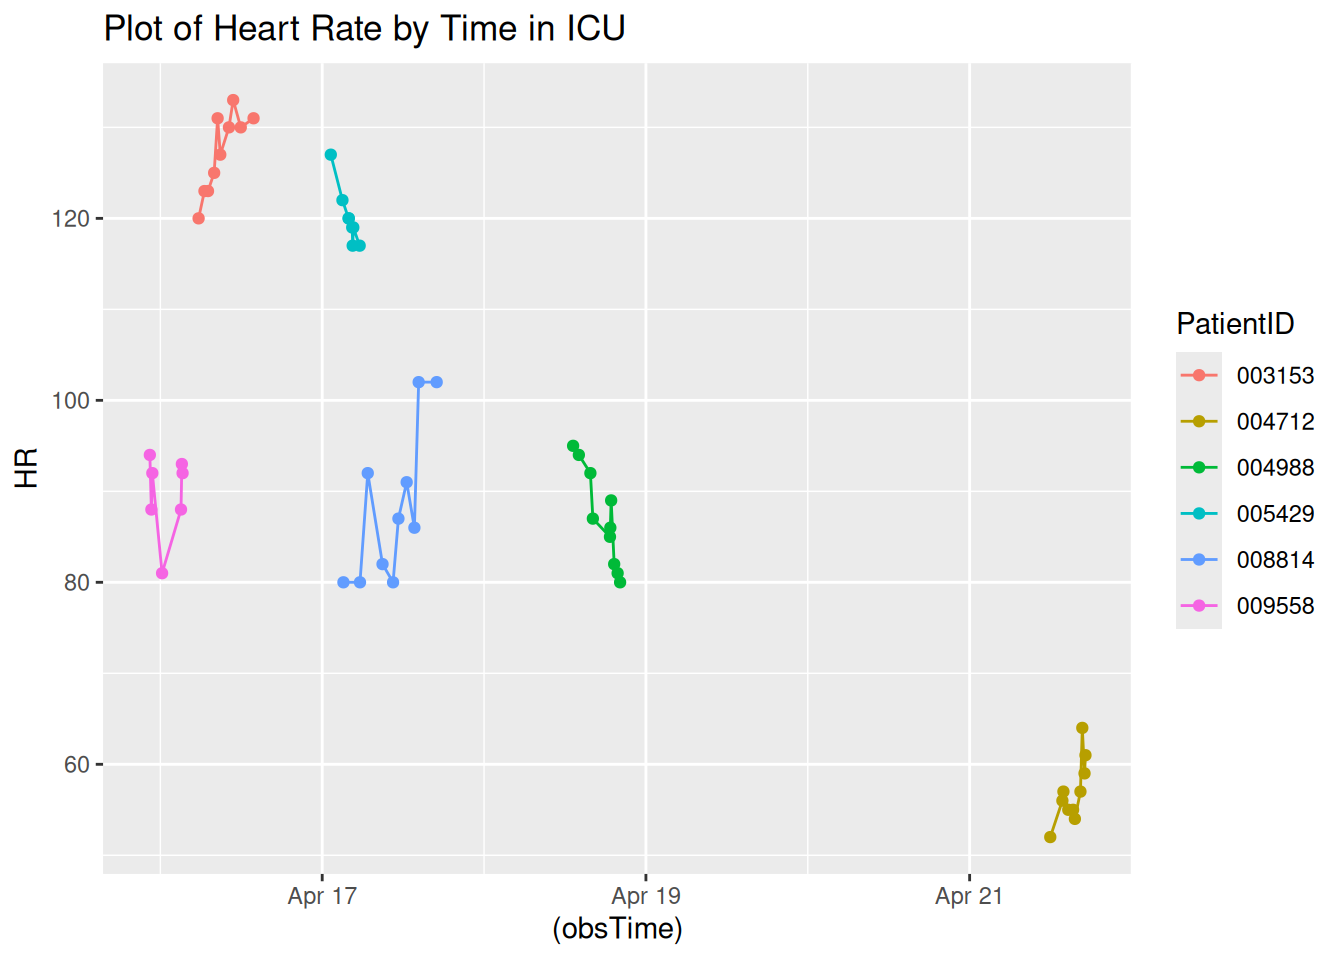 Plot of Heart Rate by Time in ICU
HR
120
100
80
60
Apr 17
Apr 19
Apr 21
(obsTime)
PatientID
003153
004712
004988
005429
008814
009558